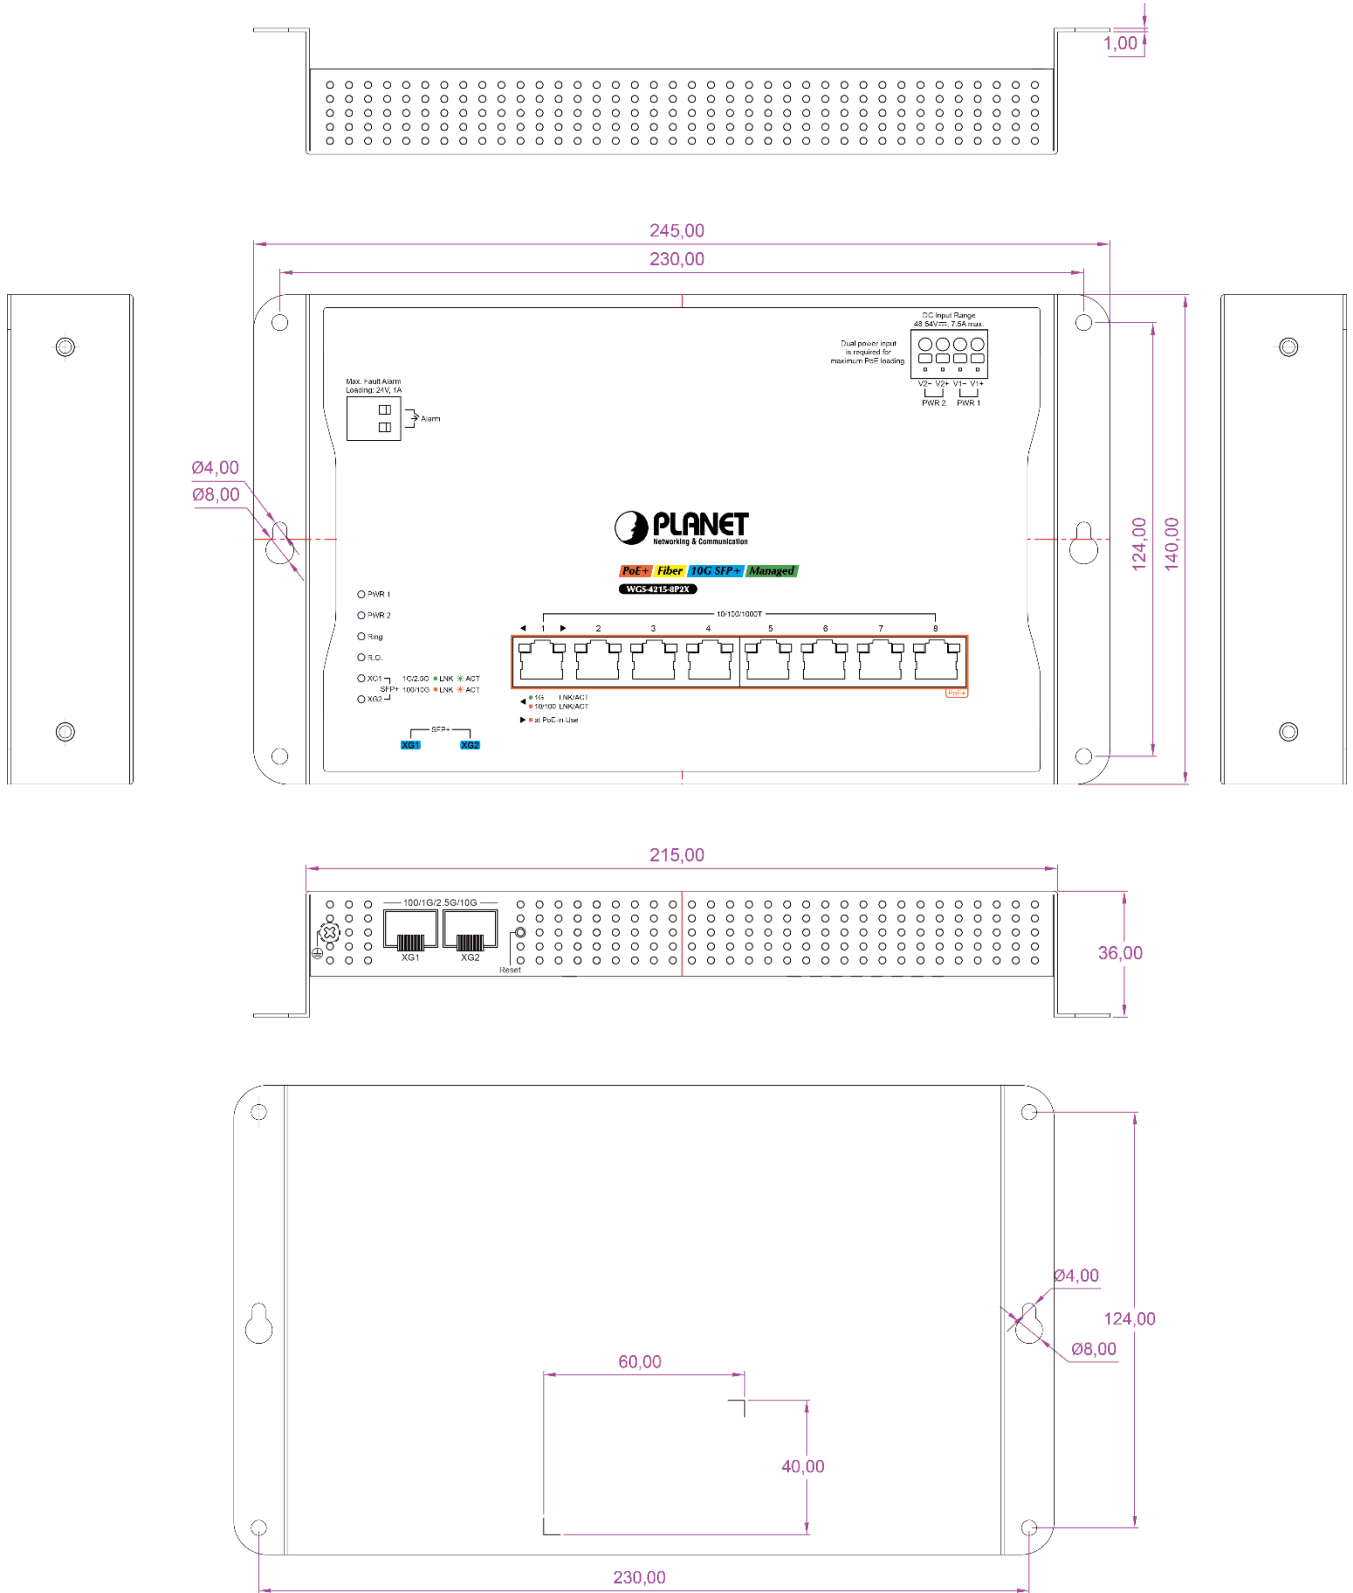 1,00
245,00
230,00
DC Input Range
48-54V⎓, 7.5A max.
Dual power input
is required for
maximum PoE loading.
V2− V2+ V1− V1+
PWR 2 PWR 1
Max. Fault Alarm
Loading: 24V, 1A
Alarm
Ø4,00
Ø8,00
124,00
140,00
PLANET
Networking & Communication
PoE+ Fiber 10G SFP+ Managed
WGS-4215-8P2X
PWR 1
PWR 2
Ring
R.O.
XG1
XG2
SFP+
1G/2.5G LNK ACT
100/10G LNK ACT
10/100/1000T
1 2 3 4 5 6 7 8
1G LNK/ACT
10/100 LNK/ACT
at PoE-in-Use
PoE+
SFP+
XG1 XG2
215,00
100/1G/2.5G/10G
XG1 XG2
Reset
36,00
Ø4,00
124,00
Ø8,00
60,00
40,00
230,00